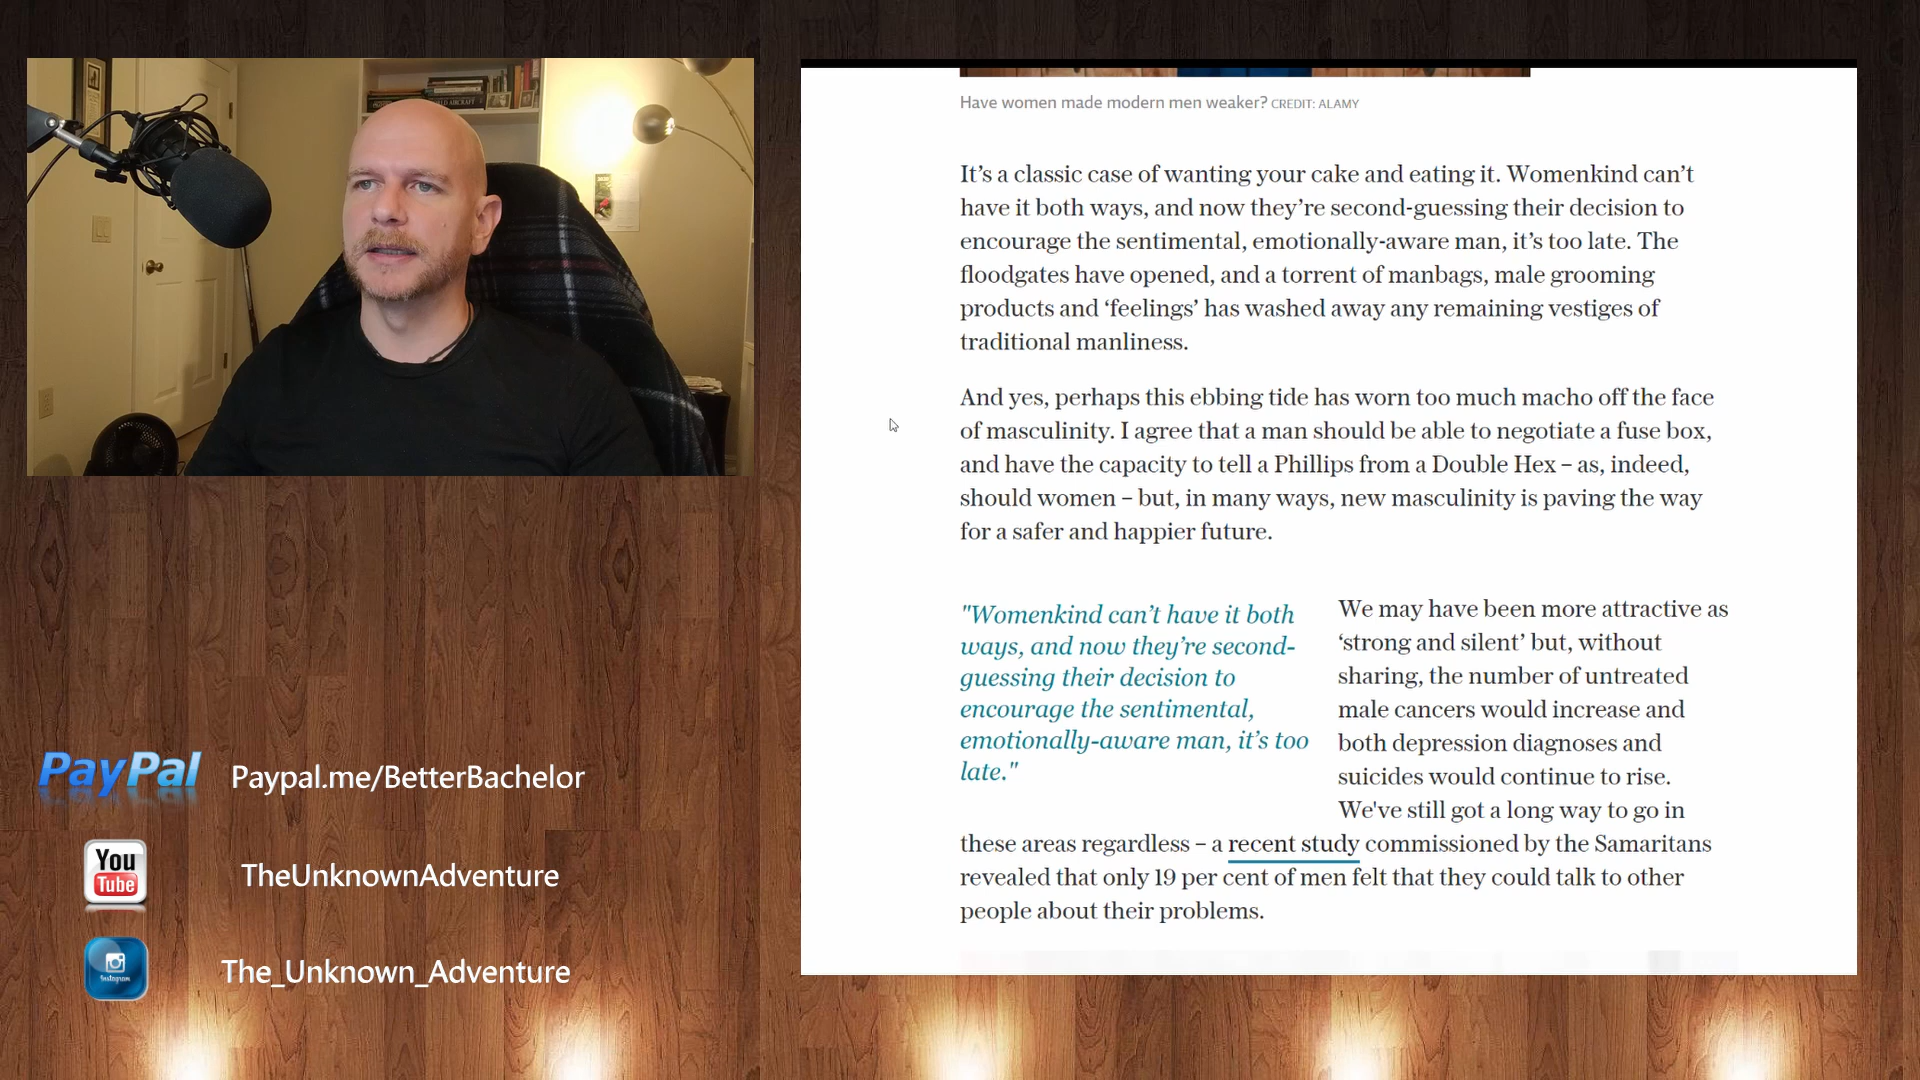 Have women made modern men weaker? CREDIT: ALAMY
It's a classic case of wanting your cake and eating it. Womenkind can't
have it both ways, and now they're second-guessing their decision to
encourage the sentimental, emotionally-aware man, it's too late. The
floodgates have opened, and a torrent of manbags, male grooming
products and 'feelings' has washed away any remaining vestiges of
traditional manliness.
And yes, perhaps this ebbing tide has worn too much macho off the face
of masculinity. I agree that a man should be able to negotiate a fuse box,
and have the capacity to tell a Phillips from a Double Hex – as, indeed,
should women – but, in many ways, new masculinity is paving the way
for a safer and happier future.
"Womenkind can't have it both
ways, and now they're second-
guessing their decision to
encourage the sentimental,
emotionally-aware man, it's too
late."
We may have been more attractive as
'strong and silent' but, without
sharing, the number of untreated
male cancers would increase and
both depression diagnoses and
suicides would continue to rise.
We've still got a long way to go in
these areas regardless – a recent study commissioned by the Samaritans
revealed that only 19 per cent of men felt that they could talk to other
people about their problems.
PayPal Paypal.me/BetterBachelor
You
Tube
TheUnknownAdventure
Instagram
The_Unknown_Adventure